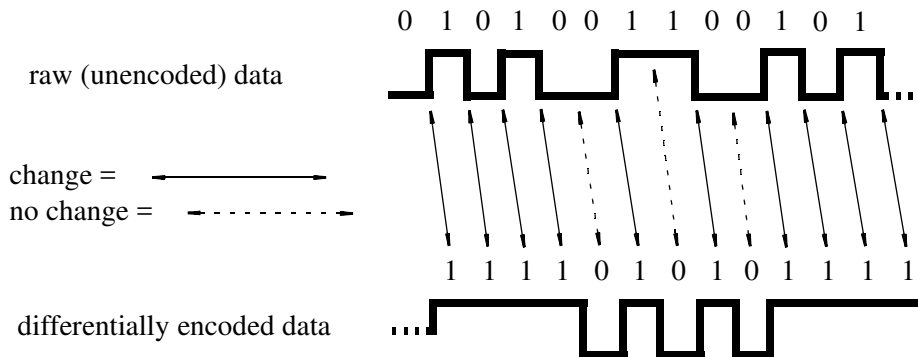 0 1 0 1 0 0 1 1 0 0 1 0 1
raw (unencoded) data
change =
no change =
1 1 1 1 0 1 0 1 0 1 1 1 1
differentially encoded data